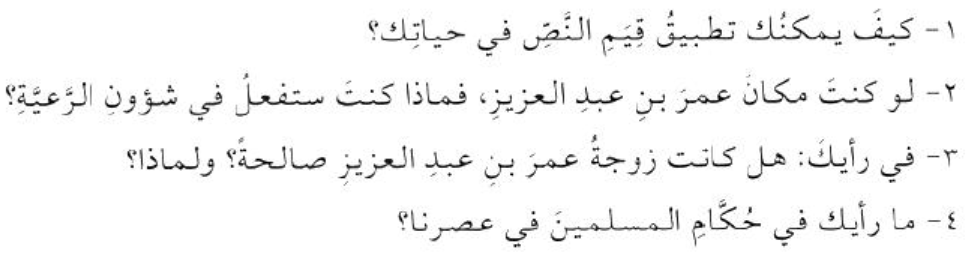 ١- كيفَ يمكنُك تطبيقُ قِيَمِ النَّصِّ في حياتِك؟
٢- لو كنتَ مكانَ عمرَ بنِ عبدِ العزيزِ، فماذا كنتَ ستفعلُ في شؤونِ الرَّعيَّةِ؟
٣- في رأيكَ: هل كانت زوجةُ عمرَ بنِ عبدِ العزيزِ صالحةً؟ ولماذا؟
٤- ما رأيك في حُكَّامِ المسلمينَ في عصرنا؟